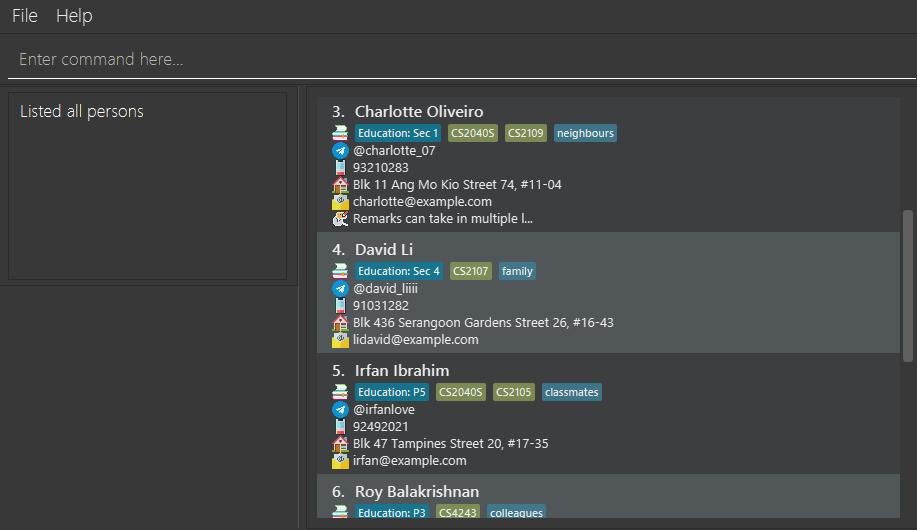 File Help
Enter command here...
Listed all persons
3. Charlotte Oliveiro
Education: Sec 1 CS2040S CS2109 neighbours
@charlotte_07
93210283
Blk 11 Ang Mo Kio Street 74, #11-04
charlotte@example.com
Remarks can take in multiple l...
4. David Li
Education: Sec 4 CS2107 family
@david_liiii
91031282
Blk 436 Serangoon Gardens Street 26, #16-43
lidavid@example.com
5. Irfan Ibrahim
Education: P5 CS2040S CS2105 classmates
@irfanlove
92492021
Blk 47 Tampines Street 20, #17-35
irfan@example.com
6. Roy Balakrishnan
Education: P3 CS4243 colleagues